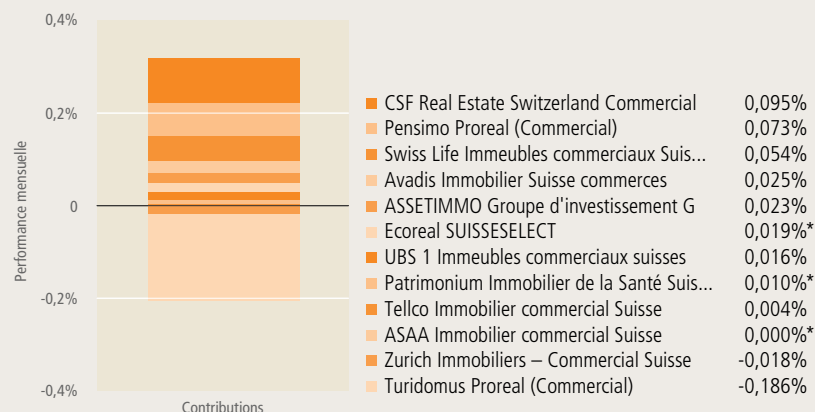 0,4%
0,2%
0
-0,2%
-0,4%
Performance mensuelle
Contributions
CSF Real Estate Switzerland Commercial 0,095%
Pensimo Proreal (Commercial) 0,073%
Swiss Life Immeubles commerciaux Suis... 0,054%
Avadis Immobilier Suisse commerces 0,025%
ASSETIMMO Groupe d'investissement G 0,023%
Ecoreal SUISSESELECT 0,019%*
UBS 1 Immeubles commerciaux suisses 0,016%
Patrimonium Immobilier de la Santé Suis... 0,010%*
Tellco Immobilier commercial Suisse 0,004%
ASAA Immobilier commercial Suisse 0,000%*
Zurich Immobiliers – Commercial Suisse -0,018%
Turidomus Proreal (Commercial) -0,186%